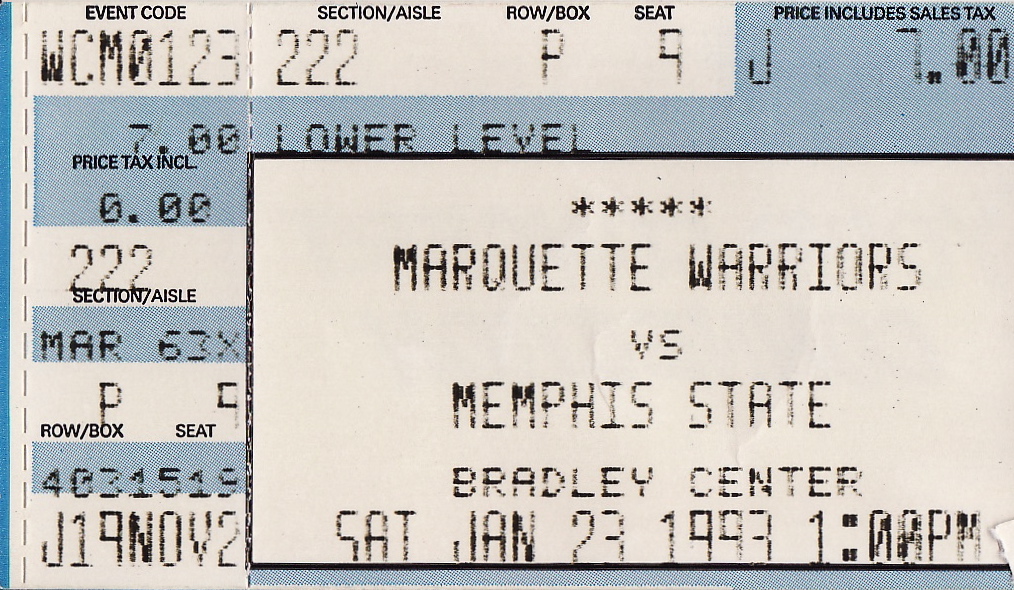 EVENT CODE SECTION/AISLE ROW/BOX SEAT PRICE INCLUDES SALES TAX
WCM0123 222 P 9 J 7.00
7.00 LOWER LEVEL
PRICE TAX INCL.
0.00
222
SECTION/AISLE
MAR 63X
P 9
ROW/BOX SEAT
4031519
J19NOV2
*****
MARQUETTE WARRIORS
VS
MEMPHIS STATE
BRADLEY CENTER
SAT JAN 23 1993 1:00PM